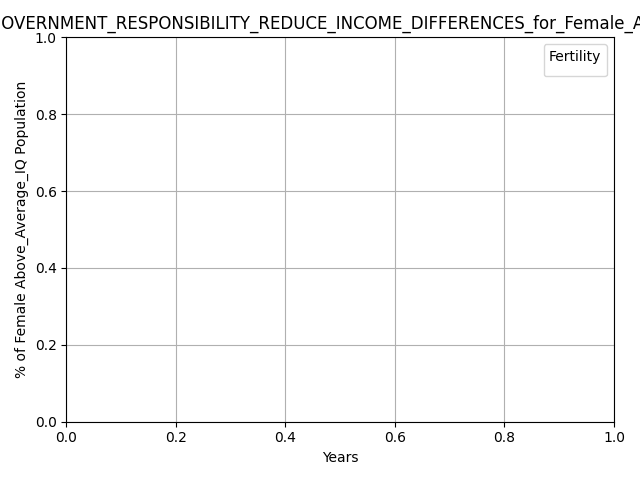 OVERNMENT_RESPONSIBILITY_REDUCE_INCOME_DIFFERENCES_for_Female_A
Fertility
% of Female Above_Average_IQ Population
1.0
0.8
0.6
0.4
0.2
0.0
0.0 0.2 0.4 0.6 0.8 1.0
Years